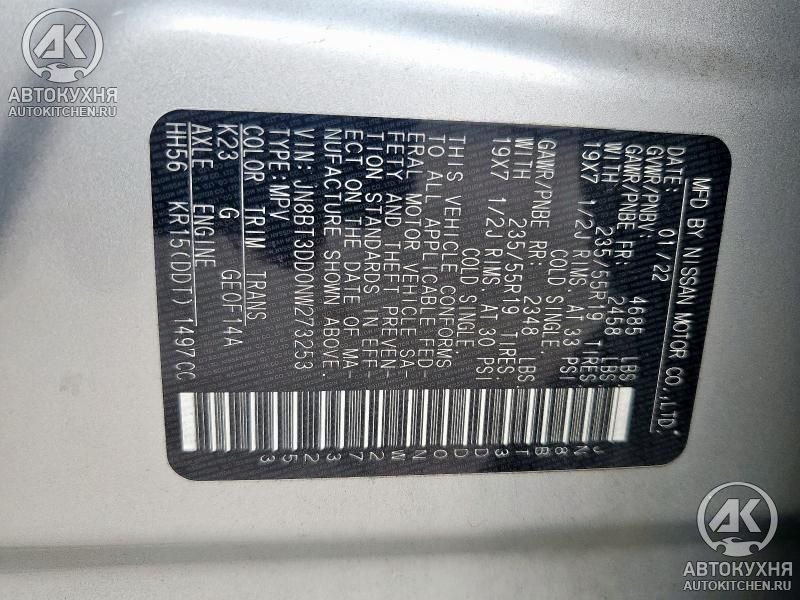 AK
АВТОКУХНЯ
AUTOKITCHEN.RU
MFD BY NISSAN MOTOR CO.,LTD.
DATE: 01/22
GVWR/PNBV: 4685 LBS
GAWR/PNBE FR: 2458 LBS
WITH 235/55R19 TIRES,
19X7 1/2J RIMS, AT 33 PSI
COLD SINGLE.
GAWR/PNBE RR: 2348 LBS
WITH 235/55R19 TIRES,
19X7 1/2J RIMS, AT 30 PSI
COLD SINGLE.
THIS VEHICLE CONFORMS
TO ALL APPLICABLE FED-
ERAL MOTOR VEHICLE SA-
FETY AND THEFT PREVEN-
TION STANDARDS IN EFF-
ECT ON THE DATE OF MA-
NUFACTURE SHOWN ABOVE.
VIN: JN8BT3DD0NW273253
TYPE:MPV
COLOR TRIM TRANS
K23 G GE0F14A
AXLE ENGINE
HH56 KR15(DDT) 1497CC
JN8BT3DD0NW273253
AK
АВТОКУХНЯ
AUTOKITCHEN.RU